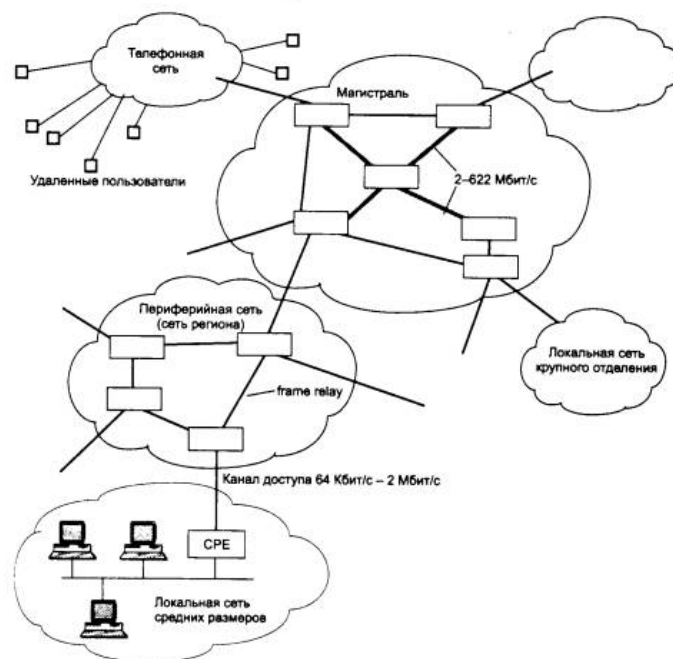 Телефонная
сеть
Магистраль
Удаленные пользователи
2–622 Мбит/с
Периферийная сеть
(сеть региона)
Локальная сеть
крупного отделения
frame relay
Канал доступа 64 Кбит/с – 2 Мбит/с
CPE
Локальная сеть
средних размеров